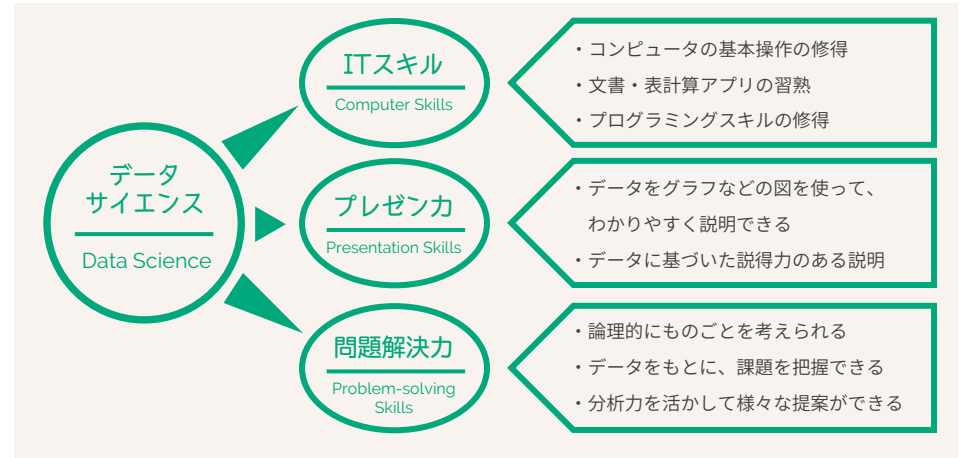 データ
サイエンス
Data Science
ITスキル
Computer Skills
・コンピュータの基本操作の修得
・文書・表計算アプリの習熟
・プログラミングスキルの修得
プレゼン力
Presentation Skills
・データをグラフなどの図を使って、
わかりやすく説明できる
・データに基づいた説得力のある説明
問題解決力
Problem-solving
Skills
・論理的にものごとを考えられる
・データをもとに、課題を把握できる
・分析力を活かして様々な提案ができる